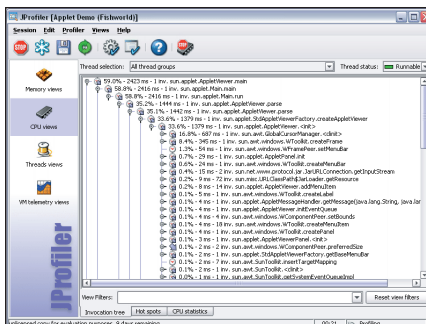 JProfiler [Applet Demo (Fishworld)]
Session Edit Profiler View Help
Thread selection: All thread groups Thread status: Runnable
Memory views
CPU views
Threads views
VM telemetry views
JProfiler
59.0% - 2423 ms - 1 inv. sun.applet.AppletViewer.main
58.8% - 2416 ms - 1 inv. sun.applet.Main.main
58.8% - 2416 ms - 1 inv. sun.applet.Main.run
35.2% - 1444 ms - 1 inv. sun.applet.AppletViewer.parse
35.1% - 1442 ms - 1 inv. sun.applet.AppletViewer.parse
33.6% - 1379 ms - 1 inv. sun.applet.StdAppletViewerFactory.createAppletViewer
33.6% - 1379 ms - 1 inv. sun.applet.AppletViewer.<init>
16.8% - 687 ms - 1 inv. sun.awt.GlobalCursorManager.<clinit>
8.4% - 345 ms - 1 inv. sun.awt.windows.WToolkit.createFrame
1.3% - 54 ms - 1 inv. sun.awt.windows.WFramePeer.setMenuBar
0.7% - 29 ms - 1 inv. sun.applet.AppletPanel.init
0.6% - 24 ms - 1 inv. sun.awt.windows.WToolkit.createMenuBar
0.4% - 15 ms - 2 inv. sun.net.www.protocol.jar.JarURLConnection.getInputStream
0.2% - 9 ms - 72 inv. sun.misc.URLClassPath$JarLoader.getResource
0.2% - 8 ms - 14 inv. sun.applet.AppletViewer.addMenuItem
0.1% - 5 ms - 1 inv. sun.awt.windows.WToolkit.createLabel
0.1% - 4 ms - 1 inv. sun.applet.AppletMessageHandler.getMessage(java.lang.String, java.lan
0.1% - 4 ms - 1 inv. sun.applet.AppletViewer.initEventQueue
0.1% - 4 ms - 4 inv. sun.awt.windows.WComponentPeer.setBounds
0.1% - 4 ms - 18 inv. sun.awt.windows.WToolkit.createMenuItem
0.1% - 4 ms - 1 inv. sun.awt.windows.WToolkit.createPanel
0.1% - 3 ms - 1 inv. sun.applet.AppletViewerPanel.<init>
0.1% - 2 ms - 1 inv. sun.awt.windows.WComponentPeer.preferredSize
0.1% - 2 ms - 1 inv. sun.applet.StdAppletViewerFactory.getBaseMenuBar
0.1% - 2 ms - 7 inv. sun.awt.SunToolkit.insertTargetMapping
0.1% - 2 ms - 1 inv. sun.awt.SunToolkit.<clinit>
0.0% - 1 ms - 1 inv. sun.awt.SunToolkit.getSystemEventQueueImpl
View Filters: Reset view filters
Invocation tree Hot spots CPU statistics
unlicensed copy for evaluation purposes, 9 days remaining 00:21 Profiling